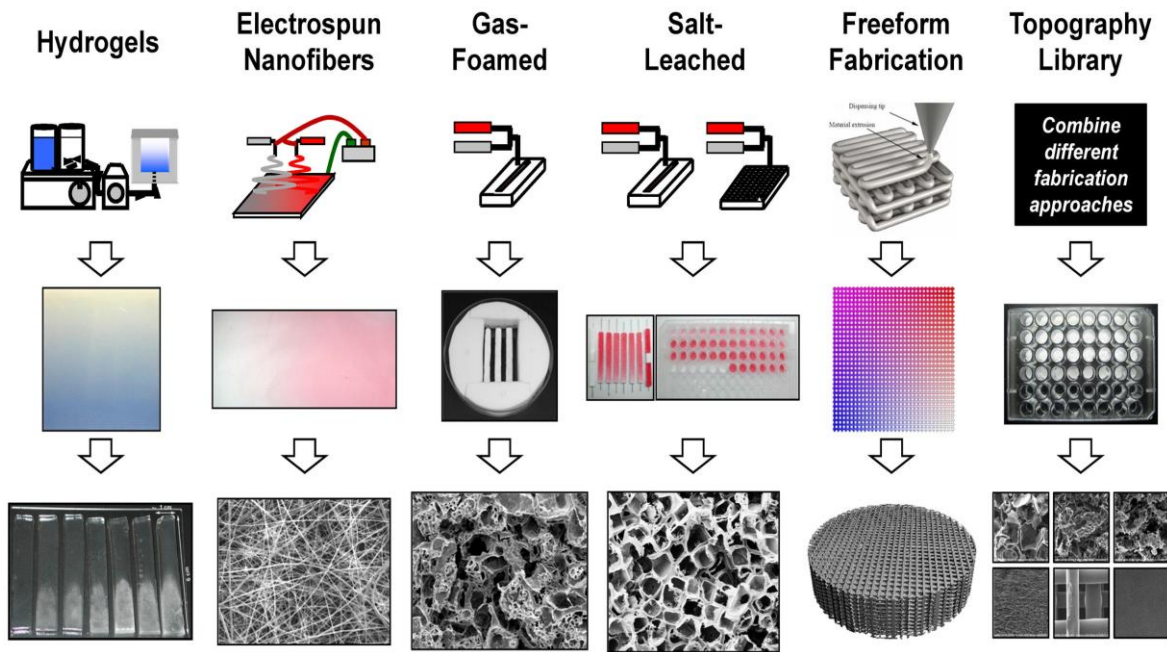 Hydrogels
Electrospun
Nanofibers
Gas-
Foamed
Salt-
Leached
Freeform
Fabrication
Topography
Library
Dispensing tip
Material extrusion
Combine
different
fabrication
approaches